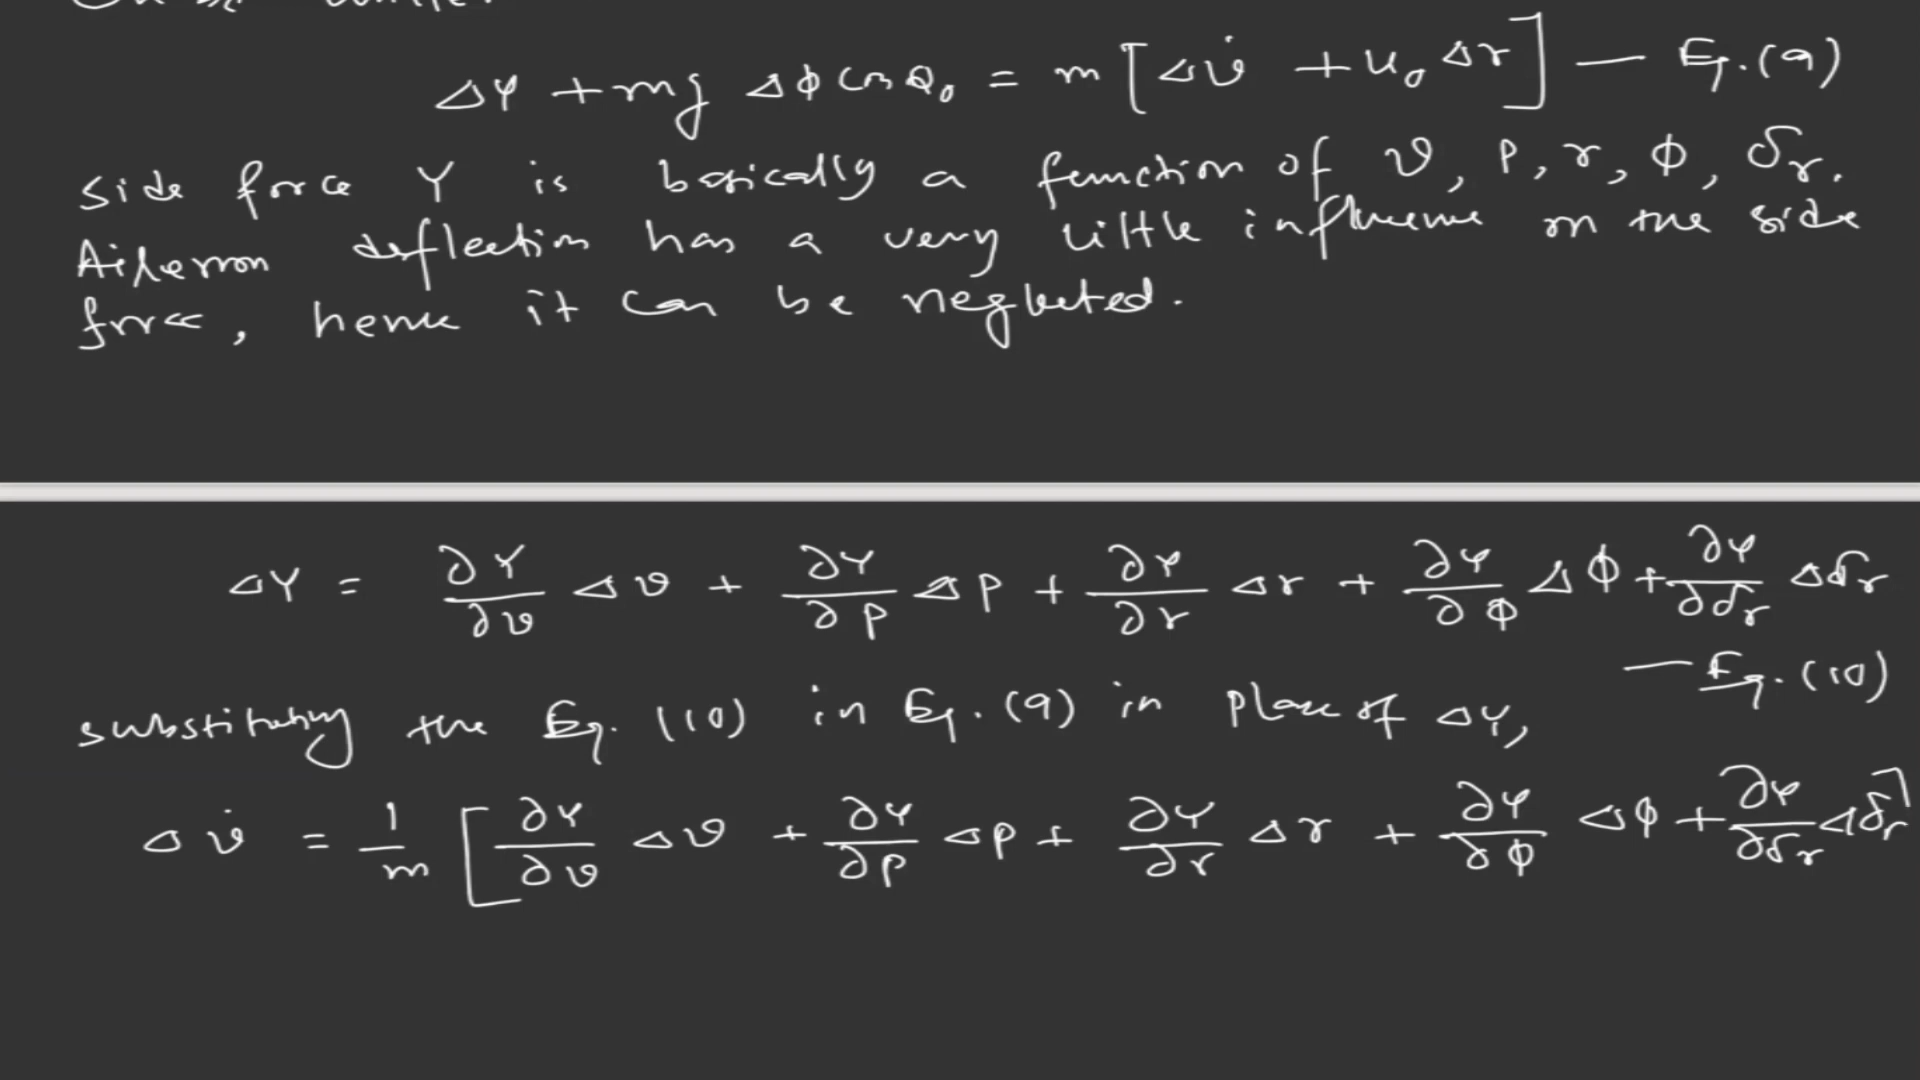 ΔY + mg Δϕ cos θ₀ = m [Δv̇ + u₀ Δr] — Eq. (9)
Side force Y is basically a function of v, p, r, ϕ, δr.
Aileron deflection has a very little influence on the side
force, hence it can be neglected.
ΔY = ∂Y/∂v Δv + ∂Y/∂p Δp + ∂Y/∂r Δr + ∂Y/∂ϕ Δϕ + ∂Y/∂δr Δδr
— Eq. (10)
substituting the Eq. (10) in Eq. (9) in place of ΔY,
Δv̇ = 1/m [∂Y/∂v Δv + ∂Y/∂p Δp + ∂Y/∂r Δr + ∂Y/∂ϕ Δϕ + ∂Y/∂δr Δδr]